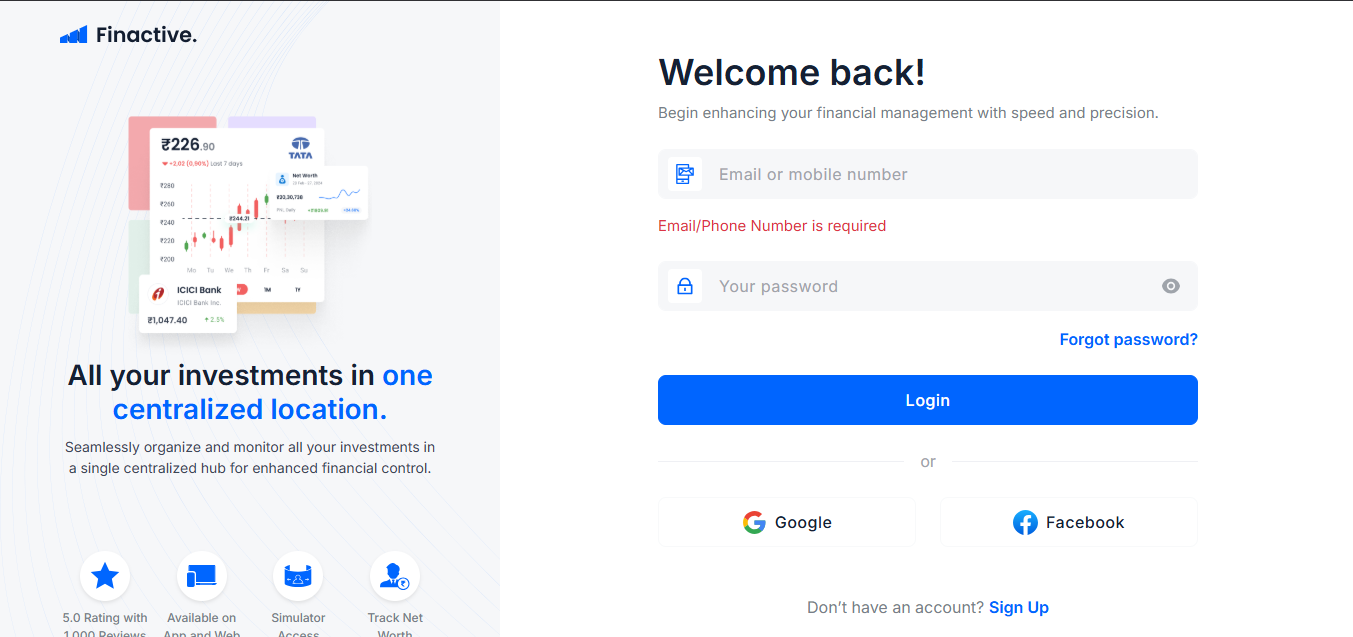 Finactive.
₹226.90
TATA
+2.02 (0.90%) Last 7 days
Net Worth
₹280
₹260
₹240
₹220
₹200
₹20,30,738
₹244.21
Mo Tu We Th Fr Sa Su
ICICI Bank
ICICI Bank Inc.
1M
1Y
₹1,047.40
2.5%
All your investments in one
centralized location.
Seamlessly organize and monitor all your investments in
a single centralized hub for enhanced financial control.
5.0 Rating with
1,000 Reviews
Available on
App and Web
Simulator
Access
Track Net
Worth
Welcome back!
Begin enhancing your financial management with speed and precision.
Email or mobile number
Email/Phone Number is required
Your password
Forgot password?
Login
or
Google
Facebook
Don’t have an account? Sign Up